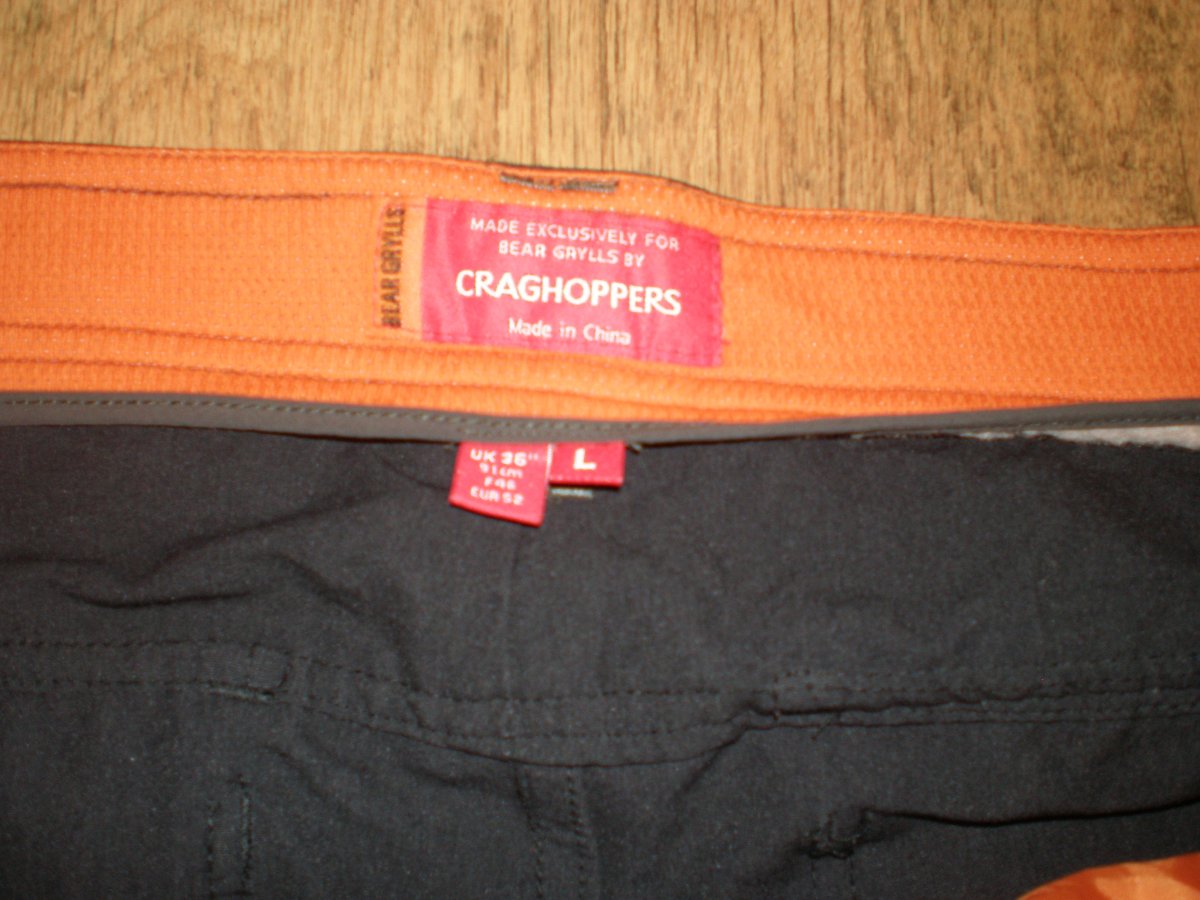 BEAR GRYLLS
MADE EXCLUSIVELY FOR
BEAR GRYLLS BY
CRAGHOPPERS
Made in China
UK 36"
91cm
F46
EUR 52
L